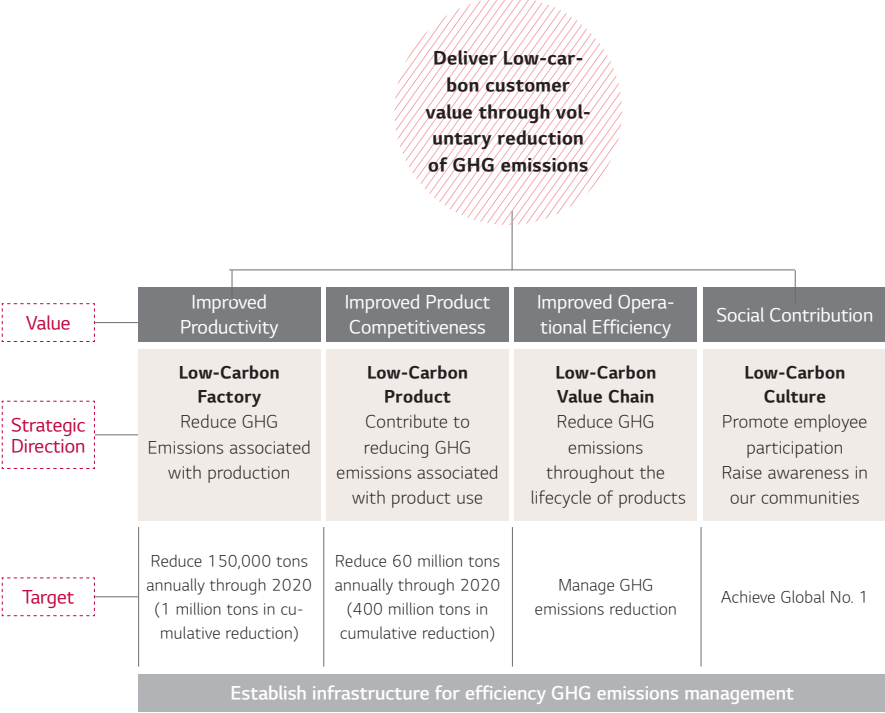 Deliver Low-car-
bon customer
value through vol-
untary reduction
of GHG emissions
Value
Improved
Productivity
Improved Product
Competitiveness
Improved Opera-
tional Efficiency
Social Contribution
Strategic
Direction
Low-Carbon
Factory
Reduce GHG
Emissions associated
with production
Low-Carbon
Product
Contribute to
reducing GHG
emissions associated
with product use
Low-Carbon
Value Chain
Reduce GHG
emissions
throughout the
lifecycle of products
Low-Carbon
Culture
Promote employee
participation
Raise awareness in
our communities
Target
Reduce 150,000 tons
annually through 2020
(1 million tons in cu-
mulative reduction)
Reduce 60 million tons
annually through 2020
(400 million tons in
cumulative reduction)
Manage GHG
emissions reduction
Achieve Global No. 1
Establish infrastructure for efficiency GHG emissions management